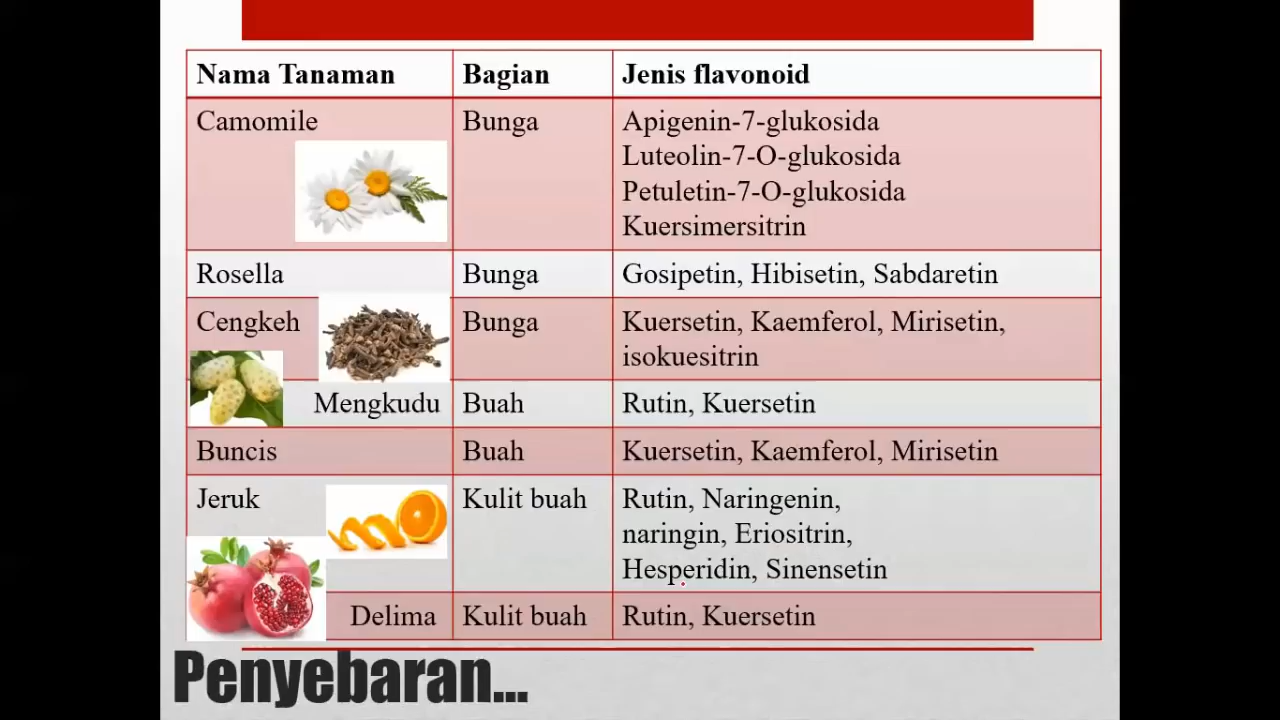 Nama Tanaman Bagian Jenis flavonoid
Camomile Bunga Apigenin-7-glukosida
Luteolin-7-O-glukosida
Petuletin-7-O-glukosida
Kuersimersitrin
Rosella Bunga Gosipetin, Hibisetin, Sabdaretin
Cengkeh Bunga Kuersetin, Kaemferol, Mirisetin,
isokuesitrin
Mengkudu Buah Rutin, Kuersetin
Buncis Buah Kuersetin, Kaemferol, Mirisetin
Jeruk Kulit buah Rutin, Naringenin,
naringin, Eriositrin,
Hesperidin, Sinensetin
Delima Kulit buah Rutin, Kuersetin
Penyebaran...